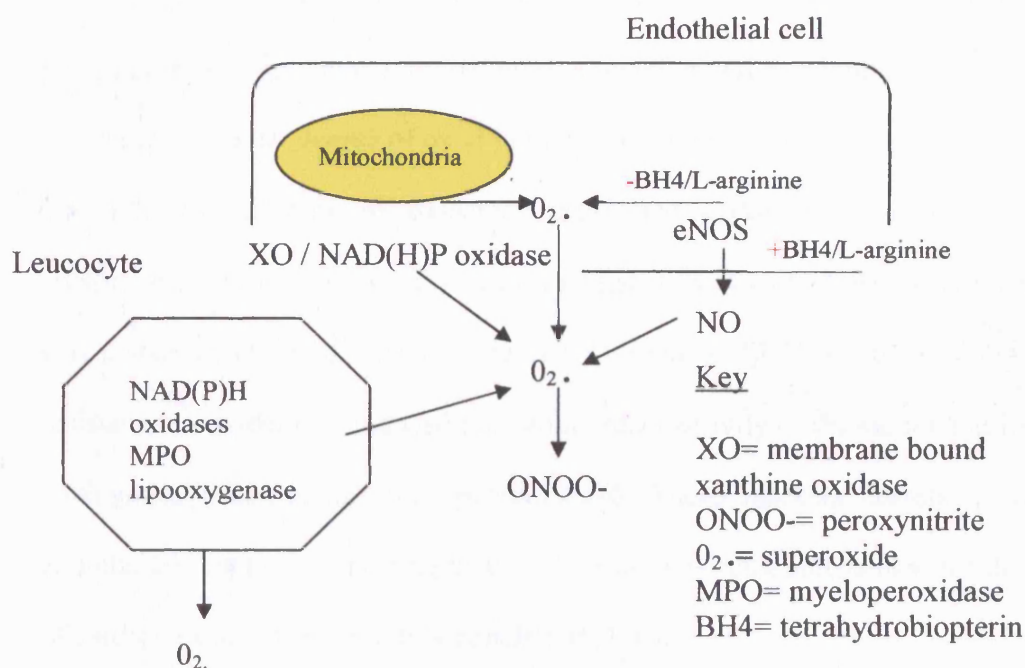 Endothelial cell
Mitochondria
-BH4/L-arginine
0₂.
eNOS
+BH4/L-arginine
Leucocyte
XO / NAD(H)P oxidase
NO
0₂.
Key
NAD(P)H
oxidases
MPO
lipooxygenase
ONOO-
XO= membrane bound
xanthine oxidase
ONOO-= peroxynitrite
0₂.= superoxide
MPO= myeloperoxidase
BH4= tetrahydrobiopterin
0₂.